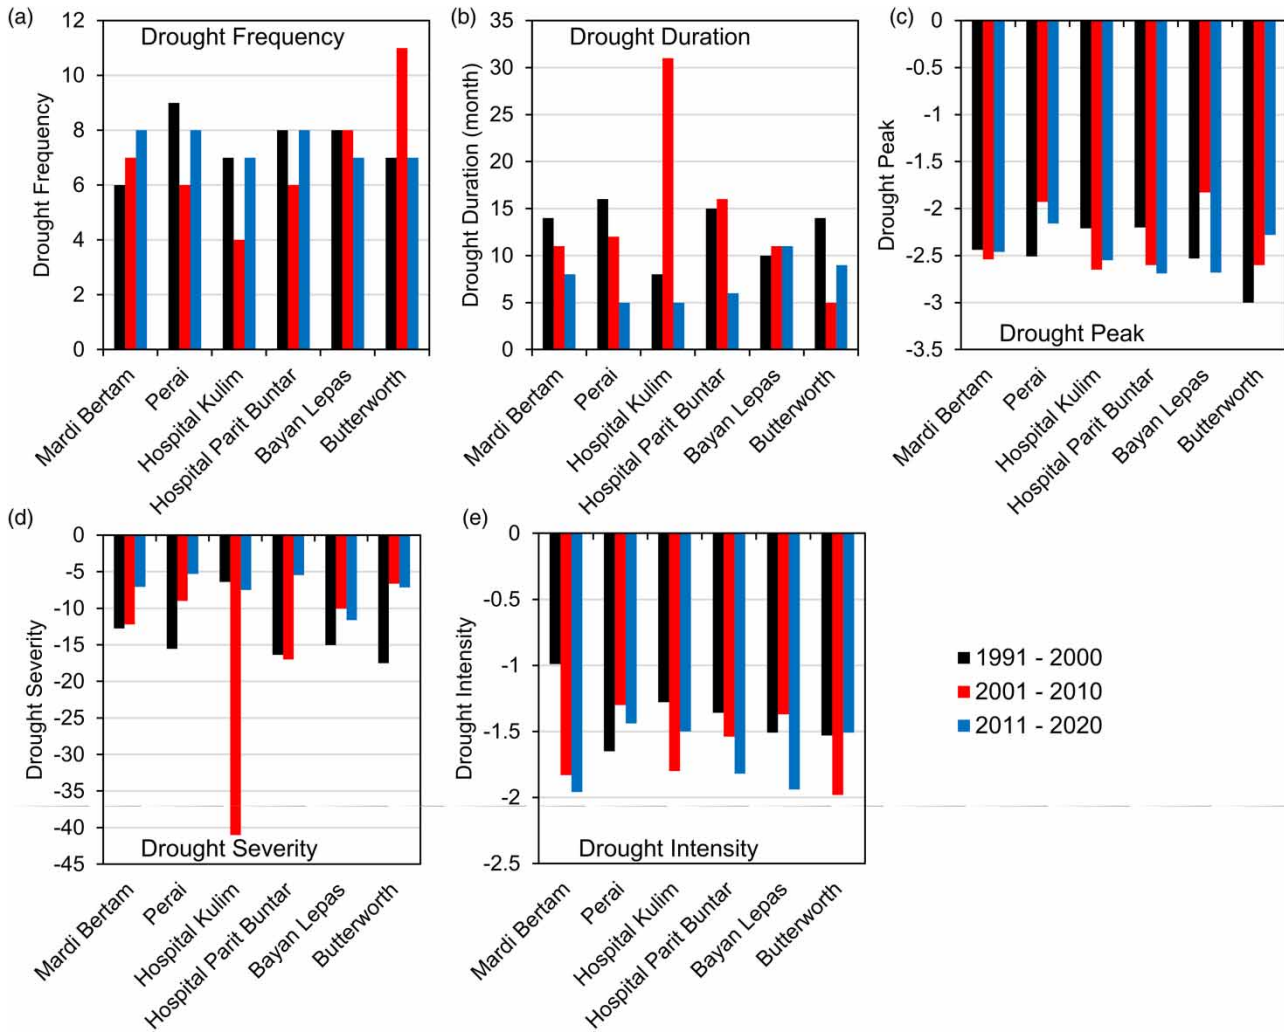 (a)
Drought Frequency
Drought Frequency
12
10
8
6
4
2
0
Mardi Bertam
Perai
Hospital Kulim
Hospital Parit Buntar
Bayan Lepas
Butterworth
(b)
Drought Duration
Drought Duration (month)
35
30
25
20
15
10
5
0
Mardi Bertam
Perai
Hospital Kulim
Hospital Parit Buntar
Bayan Lepas
Butterworth
(c)
Drought Peak
0
-0.5
-1
-1.5
-2
-2.5
-3
-3.5
Drought Peak
Mardi Bertam
Perai
Hospital Kulim
Hospital Parit Buntar
Bayan Lepas
Butterworth
(d)
Drought Severity
0
-5
-10
-15
-20
-25
-30
-35
-40
-45
Drought Severity
Mardi Bertam
Perai
Hospital Kulim
Hospital Parit Buntar
Bayan Lepas
Butterworth
(e)
Drought Intensity
0
-0.5
-1
-1.5
-2
-2.5
Drought Intensity
Mardi Bertam
Perai
Hospital Kulim
Hospital Parit Buntar
Bayan Lepas
Butterworth
1991 - 2000
2001 - 2010
2011 - 2020